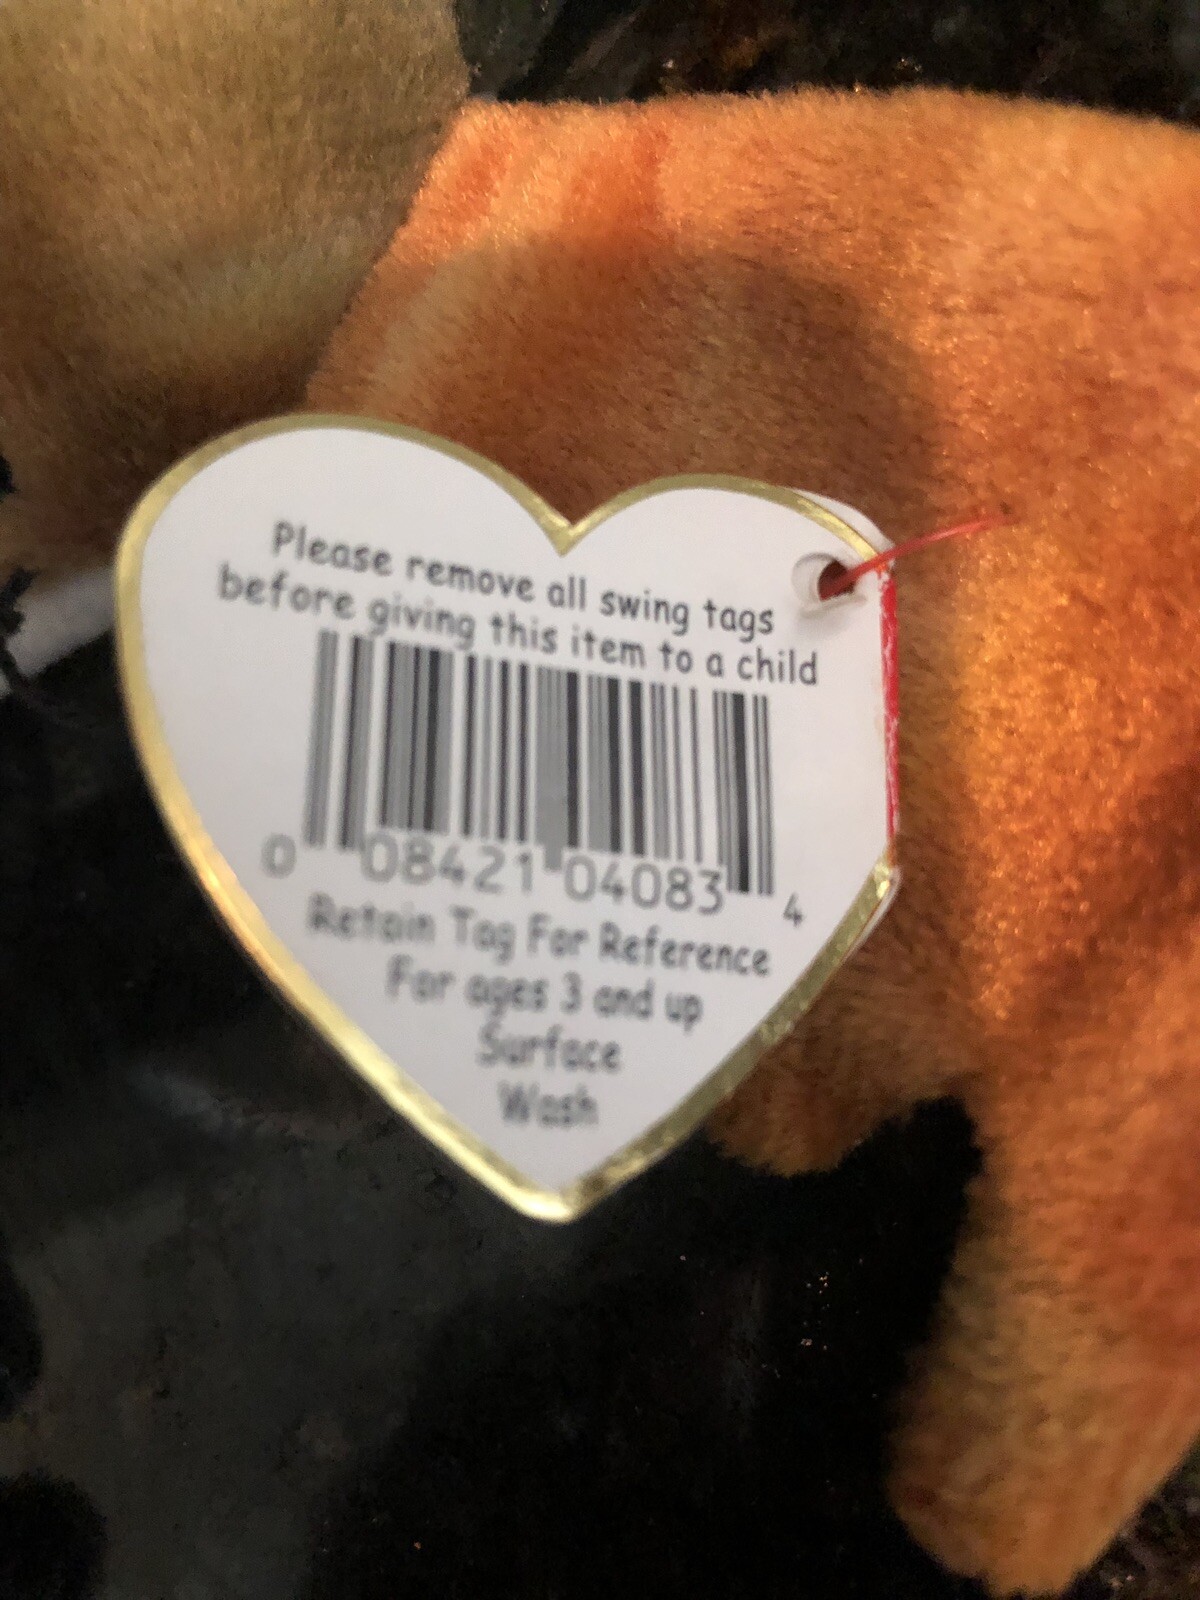 Please remove all swing tags
before giving this item to a child
0 08421 04083 4
Retain Tag For Reference
For ages 3 and up
Surface
Wash